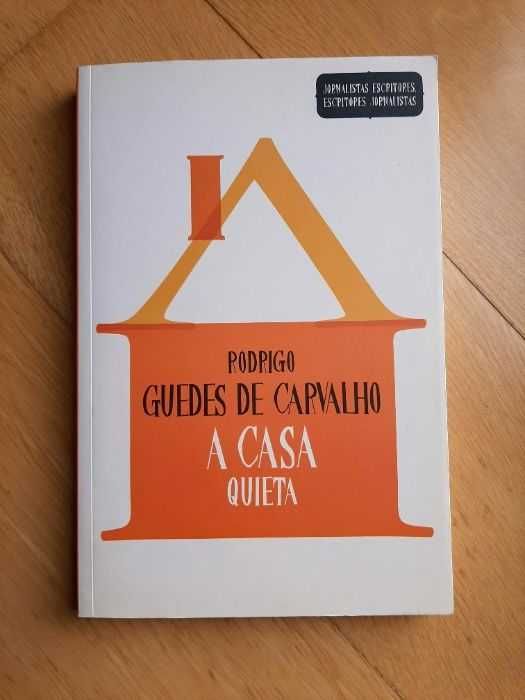 JORNALISTAS ESCRITORES,
ESCRITORES JORNALISTAS
RODRIGO
GUEDES DE CARVALHO
A CASA
QUIETA